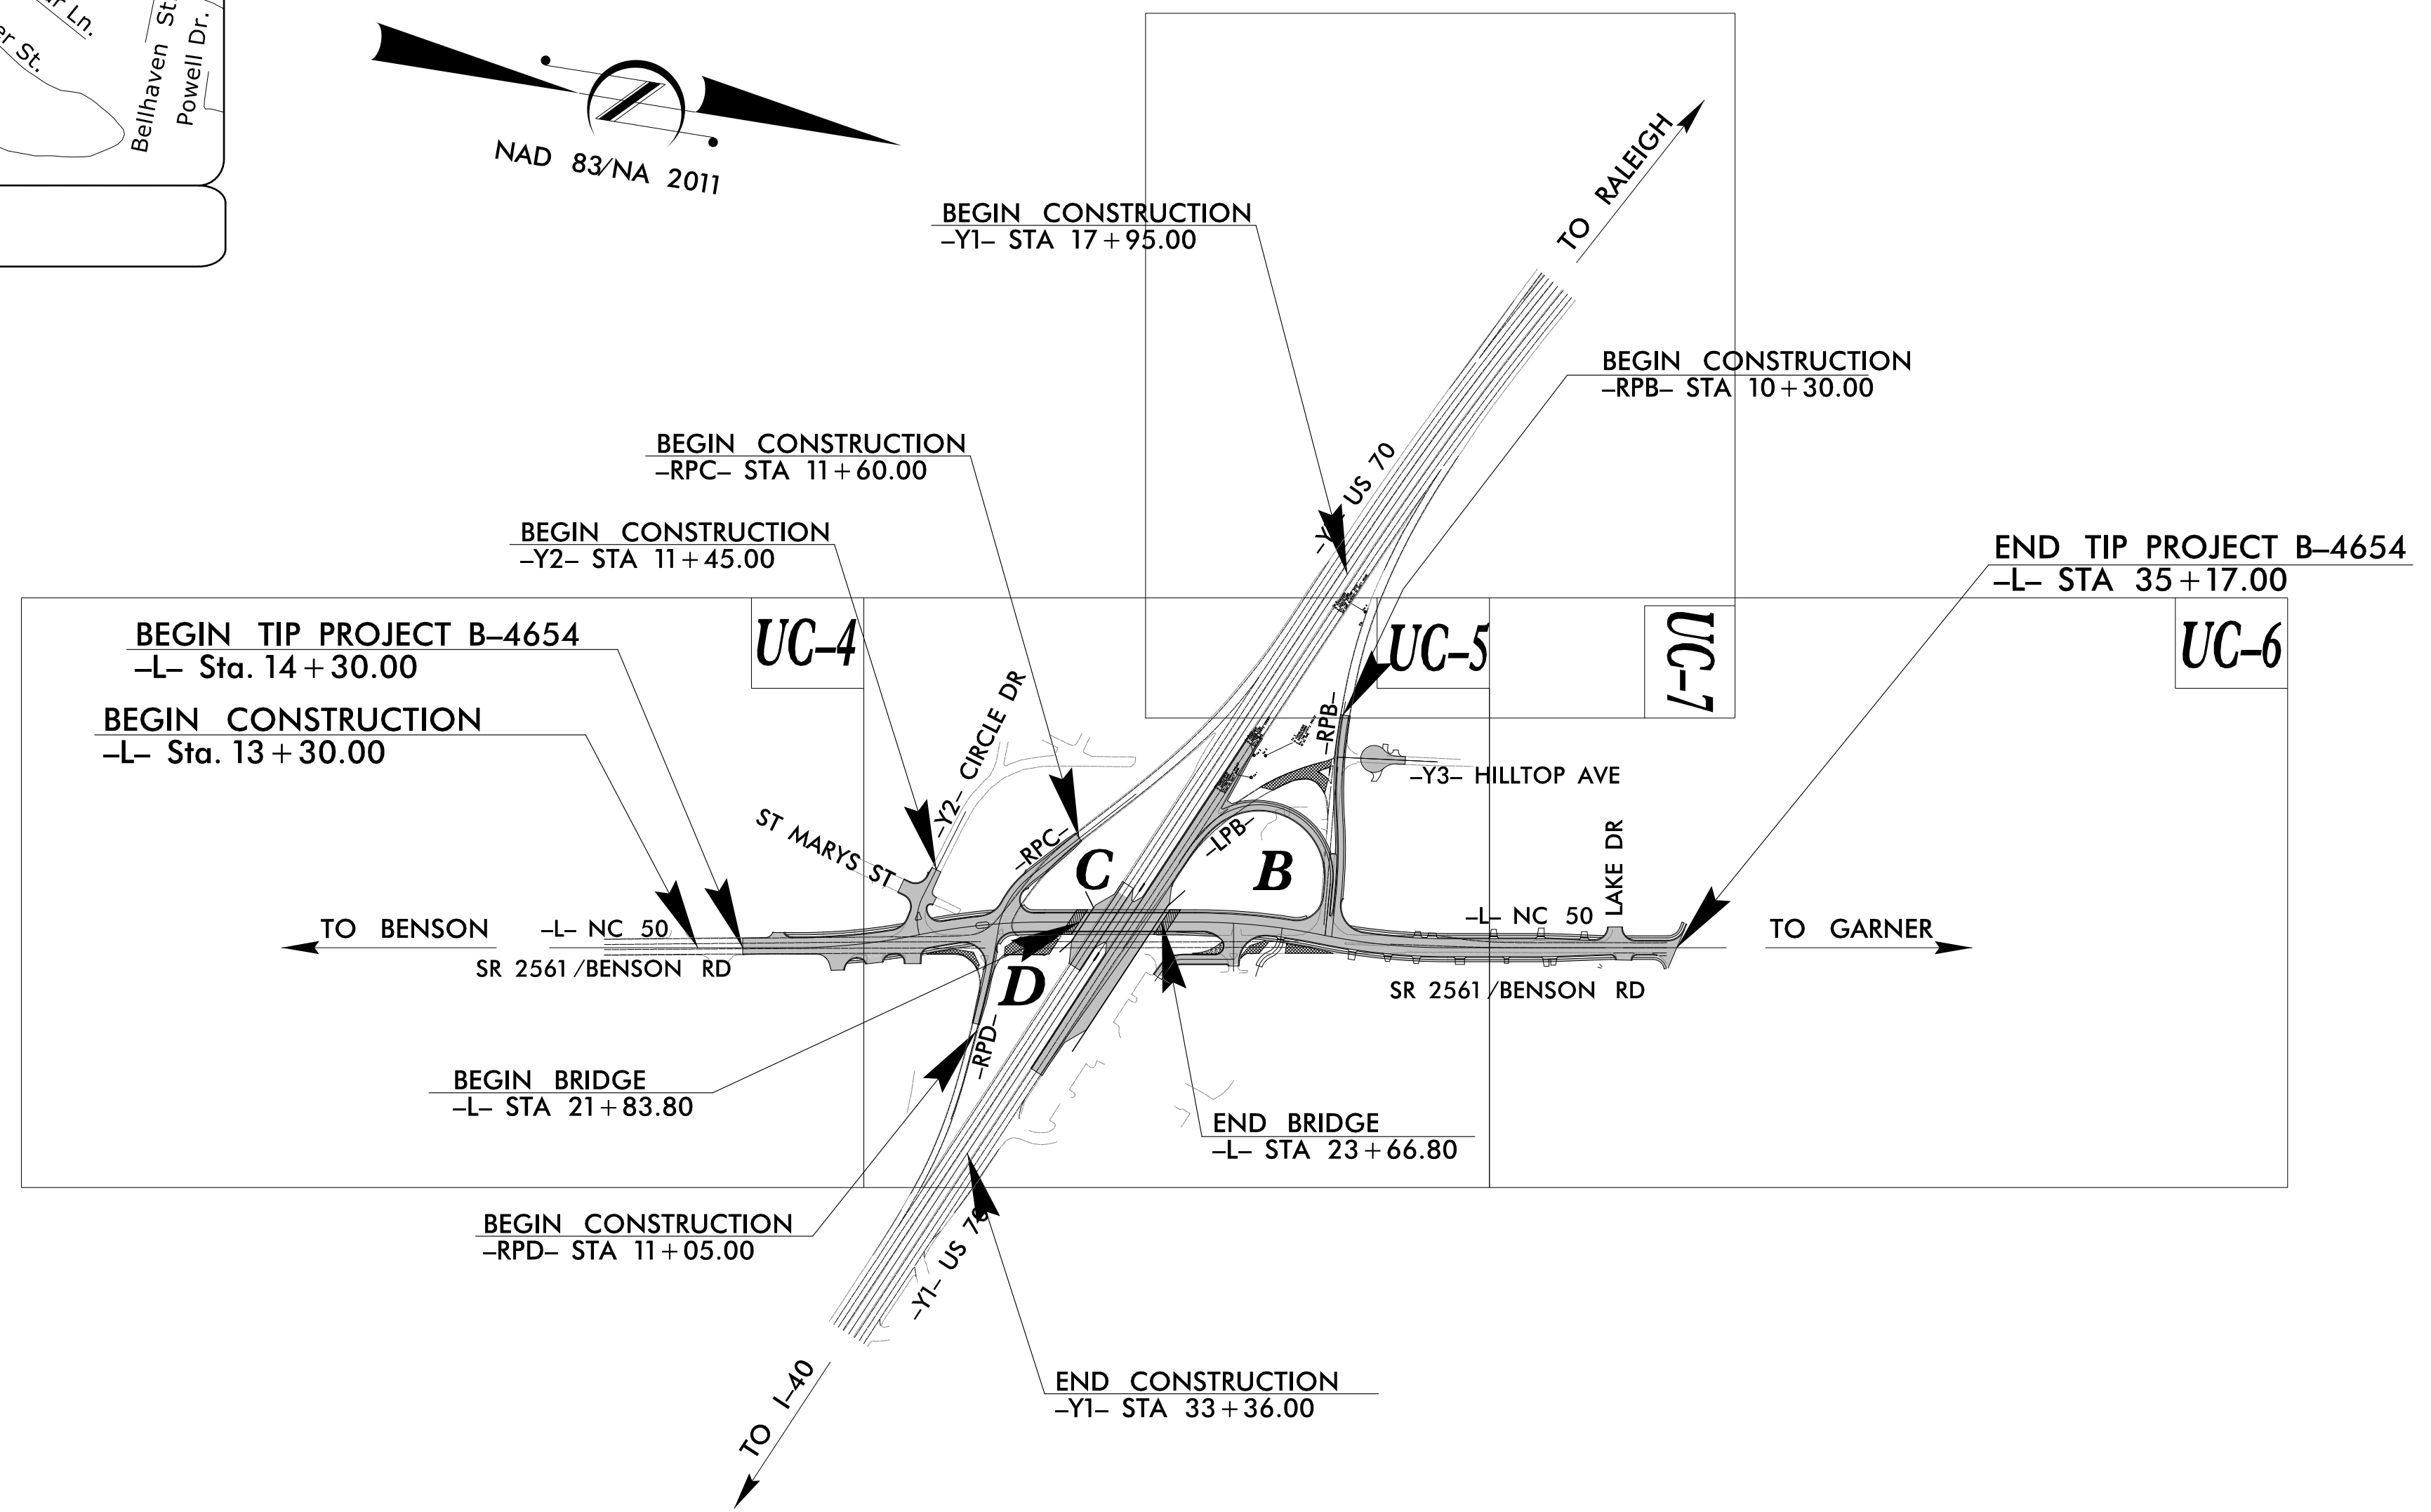 Ln.
St.
Bellhaven St.
Powell Dr.
NAD 83/NA 2011
TO RALEIGH
BEGIN CONSTRUCTION
-Y1- STA 17+95.00
BEGIN CONSTRUCTION
-RPB- STA 10+30.00
BEGIN CONSTRUCTION
-RPC- STA 11+60.00
-Y1- US 70
BEGIN CONSTRUCTION
-Y2- STA 11+45.00
END TIP PROJECT B-4654
-L- STA 35+17.00
BEGIN TIP PROJECT B-4654
-L- Sta. 14+30.00
UC-4
UC-5
UC-7
UC-6
BEGIN CONSTRUCTION
-L- Sta. 13+30.00
-Y2- CIRCLE DR
-RPB-
-Y3- HILLTOP AVE
ST MARYS ST
-RPC-
-LPB-
C
B
LAKE DR
TO BENSON
-L- NC 50
SR 2561/BENSON RD
-L- NC 50
TO GARNER
SR 2561/BENSON RD
D
-RPD-
BEGIN BRIDGE
-L- STA 21+83.80
END BRIDGE
-L- STA 23+66.80
BEGIN CONSTRUCTION
-RPD- STA 11+05.00
-Y1- US 70
END CONSTRUCTION
-Y1- STA 33+36.00
TO I-40